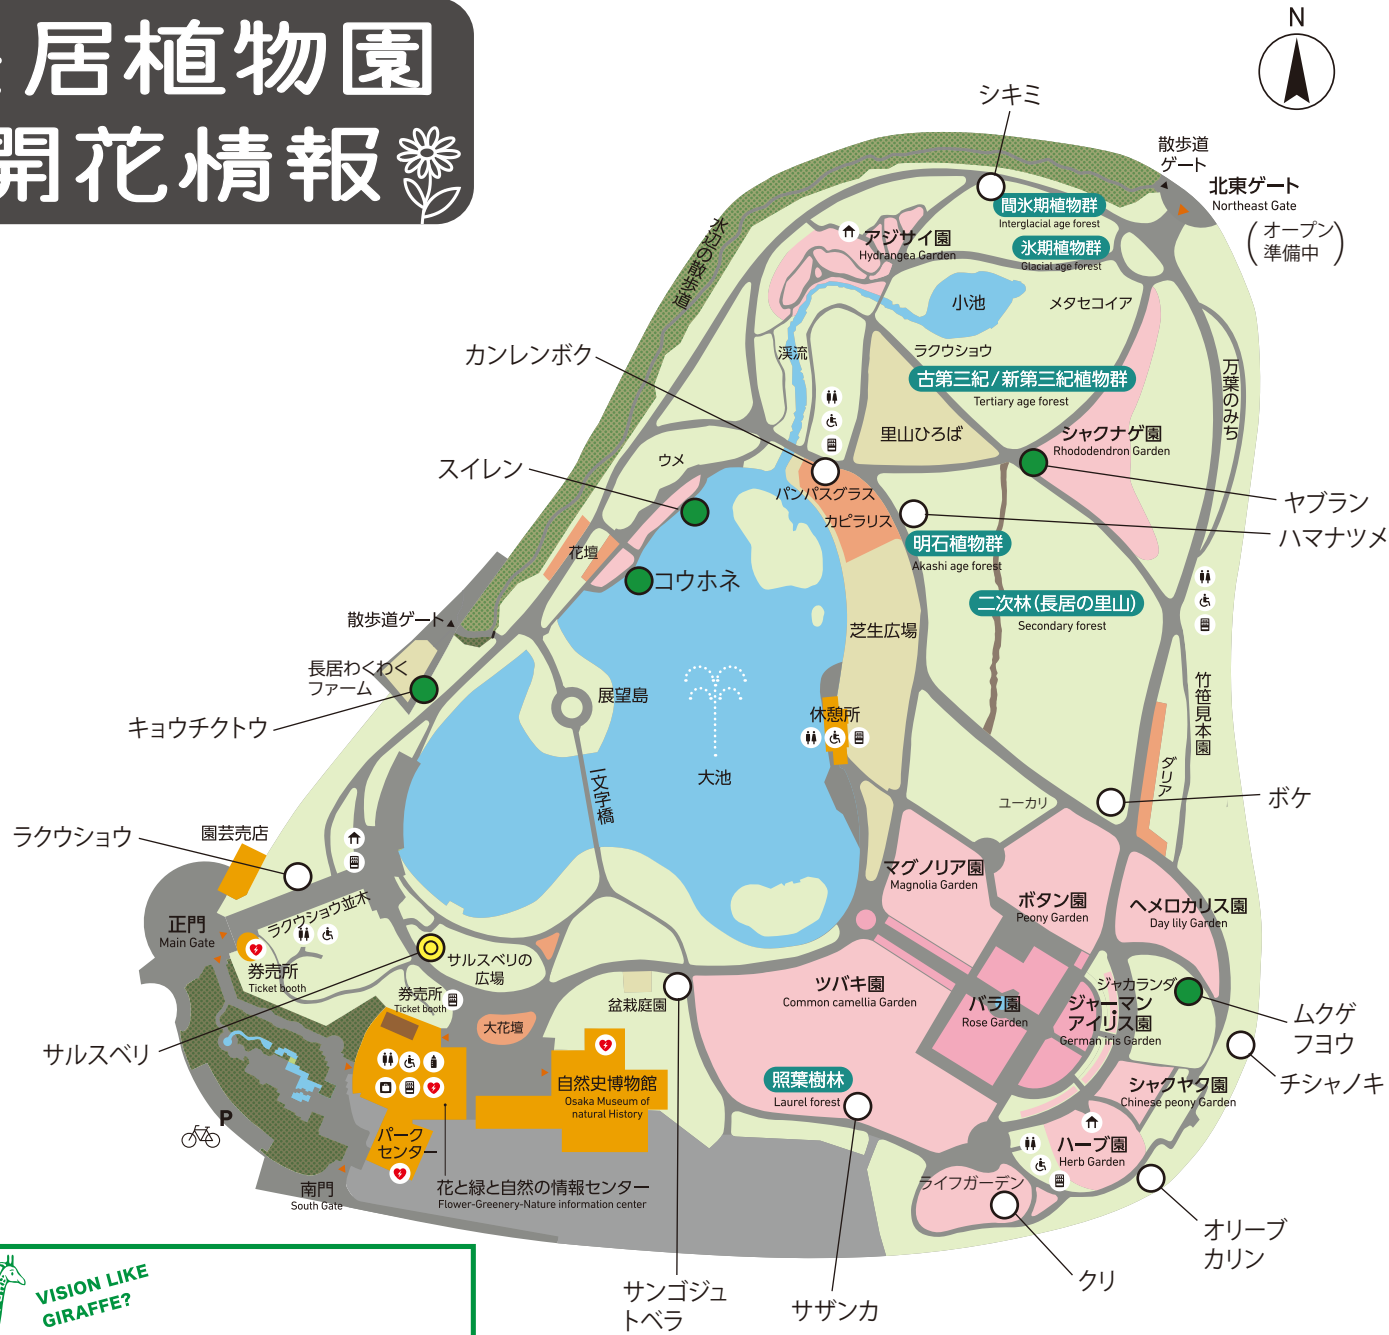 居植物園
開花情報
N
シキミ
散歩道
ゲート
北東ゲート
Northeast Gate
(オープン
準備中)
間氷期植物群
Interglacial age forest
氷期植物群
Glacial age forest
アジサイ園
Hydrangea Garden
水辺の散歩道
小池
メタセコイア
渓流
ラクウショウ
カンレンボク
古第三紀/新第三紀植物群
Tertiary age forest
万葉のみち
里山ひろば
シャクナゲ園
Rhododendron Garden
スイレン
ウメ
パンパスグラス
カピラリス
ヤブラン
ハマナツメ
明石植物群
Akashi age forest
花壇
コウホネ
二次林(長居の里山)
Secondary forest
散歩道ゲート
芝生広場
長居わくわく
ファーム
展望島
休憩所
竹笹見本園
キョウチクトウ
大池
一文字橋
ダリア
ユーカリ
ボケ
ラクウショウ
園芸売店
マグノリア園
Magnolia Garden
ボタン園
Peony Garden
ヘメロカリス園
Day lily Garden
正門
Main Gate
ラクウショウ並木
券売所
Ticket booth
サルスベリの
広場
券売所
Ticket booth
盆栽庭園
ツバキ園
Common camellia Garden
バラ園
Rose Garden
ジャカランダ
ジャーマン
アイリス園
German iris Garden
ムクゲ
フヨウ
大花壇
サルスベリ
チシャノキ
自然史博物館
Osaka Museum of
natural History
照葉樹林
Laurel forest
シャクヤク園
Chinese peony Garden
P
パーク
センター
ハーブ園
Herb Garden
南門
South Gate
花と緑と自然の情報センター
Flower-Greenery-Nature information center
ライフガーデン
オリーブ
カリン
クリ
サンゴジュ
トベラ
サザンカ
VISION LIKE
GIRAFFE?